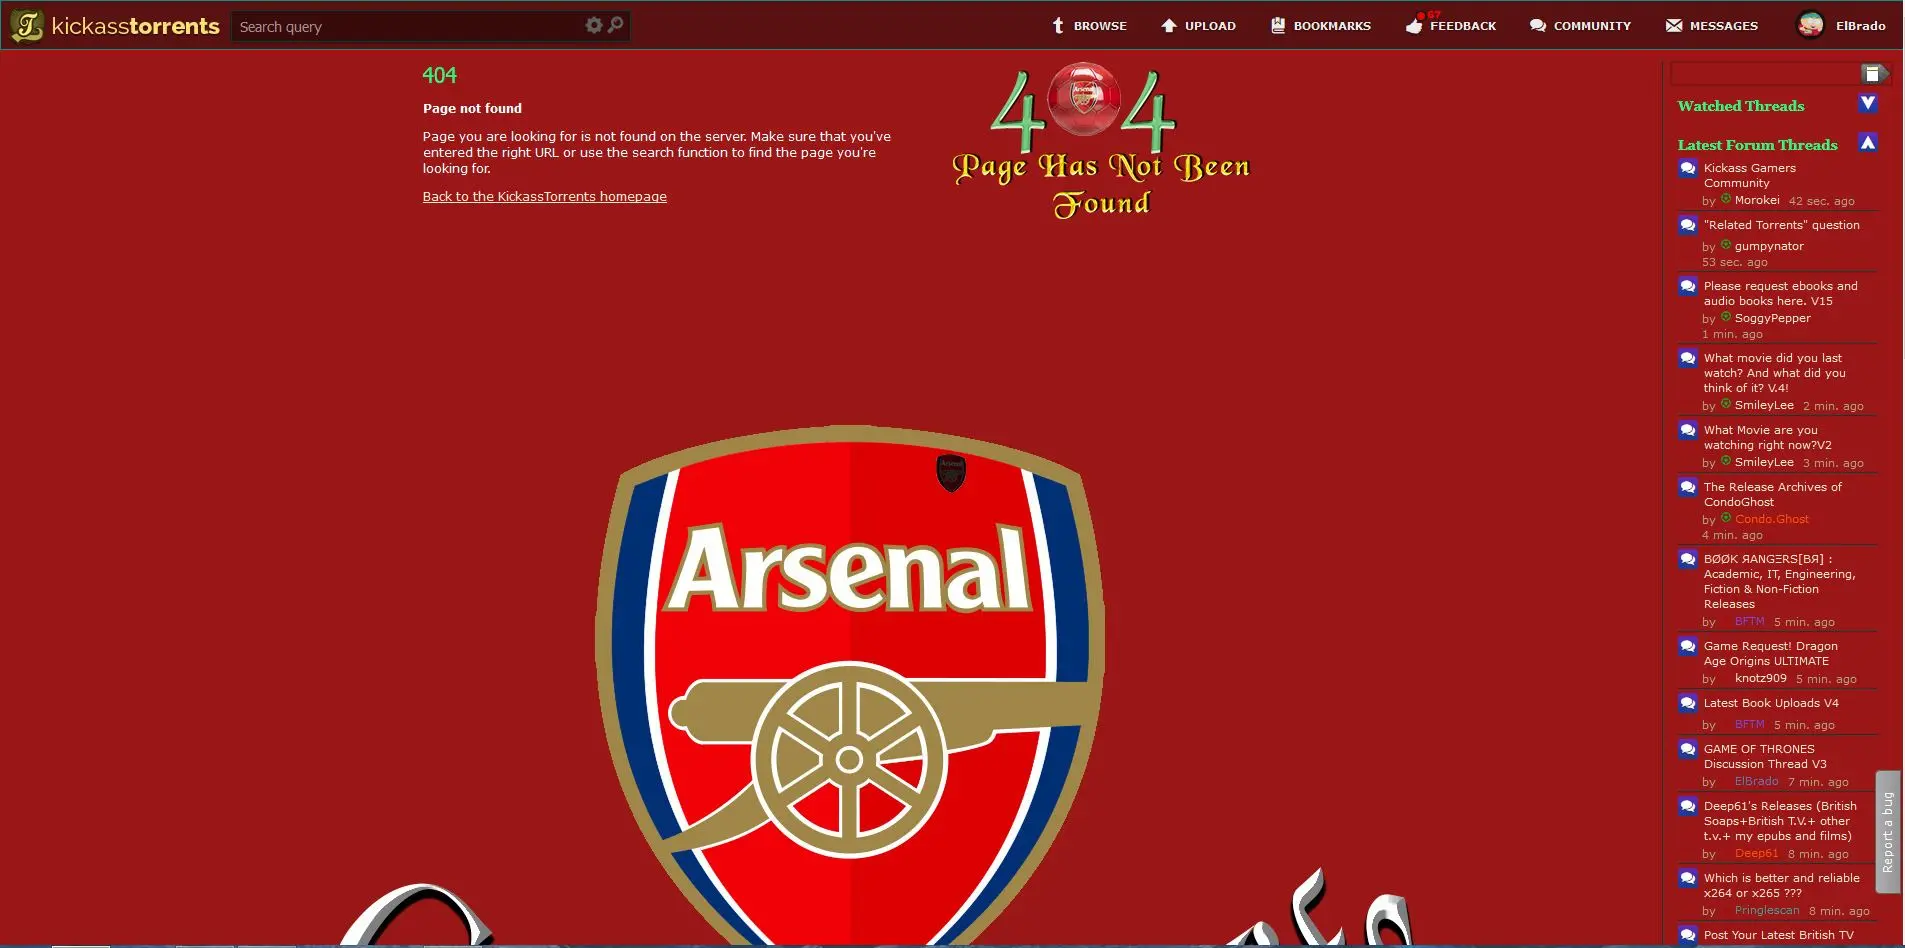 kickasstorrents
Search query
BROWSE
UPLOAD
BOOKMARKS
67
FEEDBACK
COMMUNITY
MESSAGES
ElBrado
404
Page not found
Page you are looking for is not found on the server. Make sure that you've
entered the right URL or use the search function to find the page you're
looking for.
Back to the KickassTorrents homepage
4 4
Arsenal
Page Has Not Been
Found
Arsenal
Arsenal
Watched Threads
Latest Forum Threads
Kickass Gamers
Community
by Morokei 42 sec. ago
"Related Torrents" question
by gumpynator
53 sec. ago
Please request ebooks and
audio books here. V15
by SoggyPepper
1 min. ago
What movie did you last
watch? And what did you
think of it? V.4!
by SmileyLee 2 min. ago
What Movie are you
watching right now?V2
by SmileyLee 3 min. ago
The Release Archives of
CondoGhost
by Condo.Ghost
4 min. ago
BØØK ЯANGΞRS[BЯ] :
Academic, IT, Engineering,
Fiction & Non-Fiction
Releases
by BFTM 5 min. ago
Game Request! Dragon
Age Origins ULTIMATE
by knotz909 5 min. ago
Latest Book Uploads V4
by BFTM 5 min. ago
GAME OF THRONES
Discussion Thread V3
by ElBrado 7 min. ago
Deep61's Releases (British
Soaps+British T.V.+ other
t.v.+ my epubs and films)
by Deep61 8 min. ago
Which is better and reliable
x264 or x265 ???
by Pringlescan 8 min. ago
Post Your Latest British TV
Report a bug